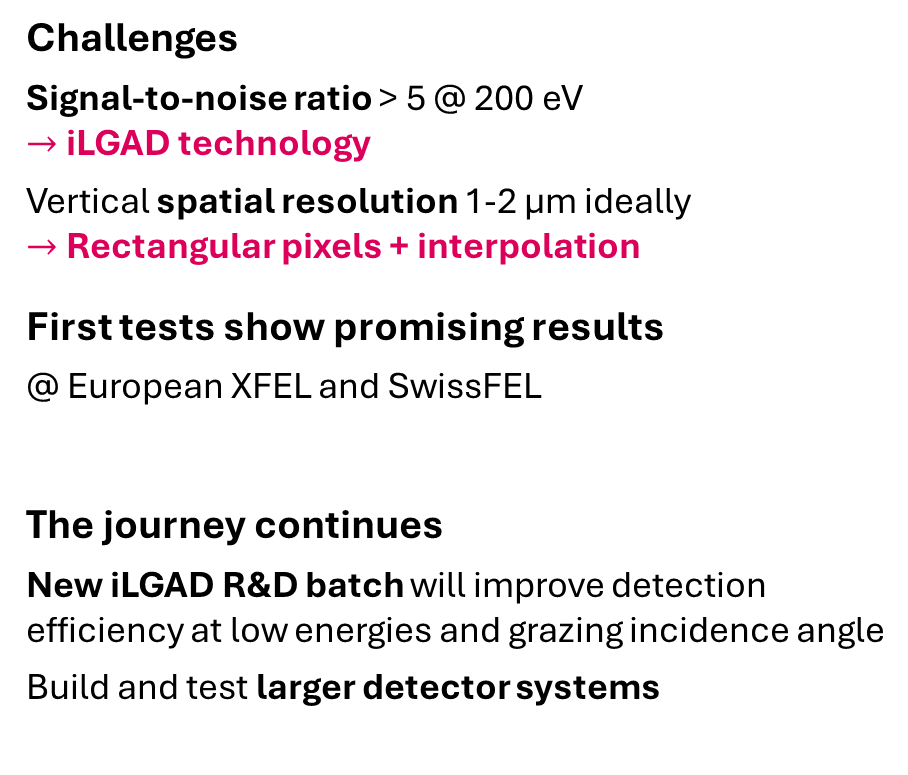 Challenges
Signal-to-noise ratio > 5 @ 200 eV
→ iLGAD technology
Vertical spatial resolution 1-2 µm ideally
→ Rectangular pixels + interpolation
First tests show promising results
@ European XFEL and SwissFEL
The journey continues
New iLGAD R&D batch will improve detection
efficiency at low energies and grazing incidence angle
Build and test larger detector systems